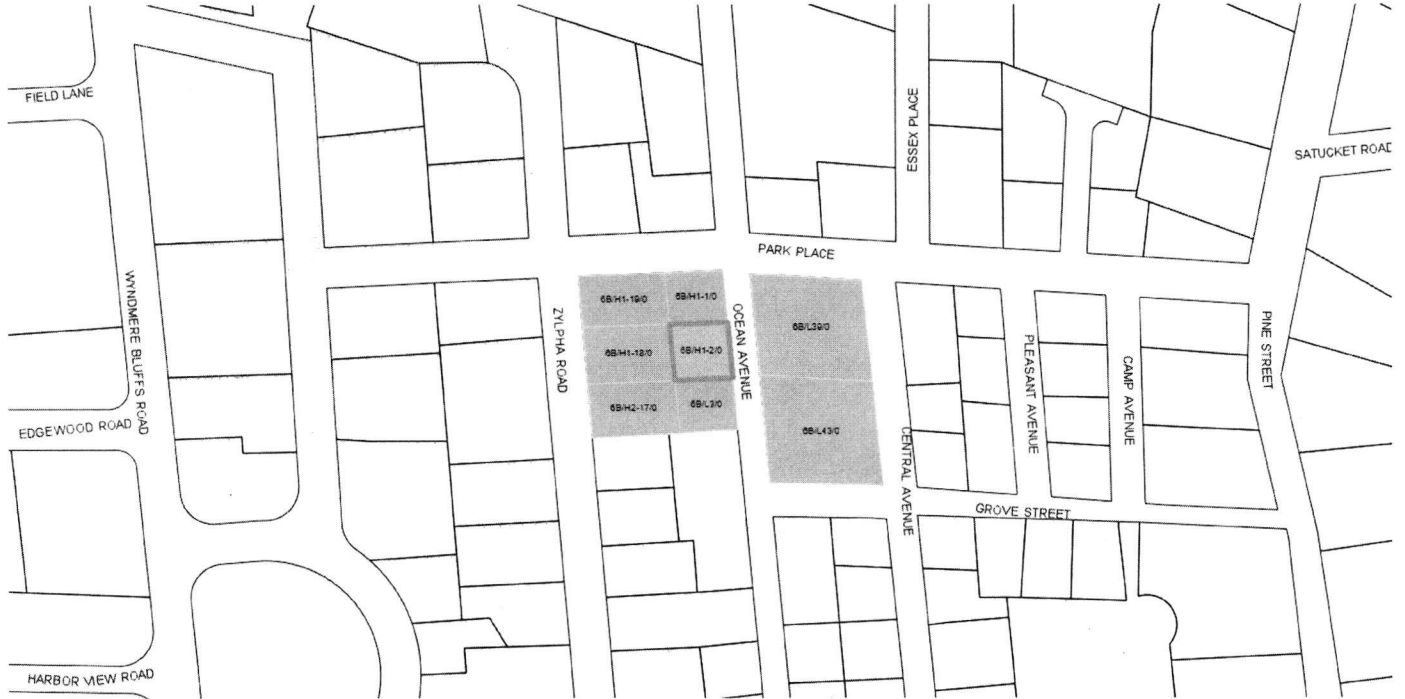 FIELD LANE
ESSEX PLACE
SATUCKET ROAD
PARK PLACE
WYNDMERE BLUFFS ROAD
ZYLPHA ROAD
6B/H1-19/0
6B/H1-1/0
OCEAN AVENUE
6B/L39/0
PINE STREET
6B/H1-18/0
6B/H1-2/0
PLEASANT AVENUE
CAMP AVENUE
6B/H2-17/0
6B/L3/0
EDGEWOOD ROAD
6B/L43/0
CENTRAL AVENUE
GROVE STREET
HARBOR VIEW ROAD